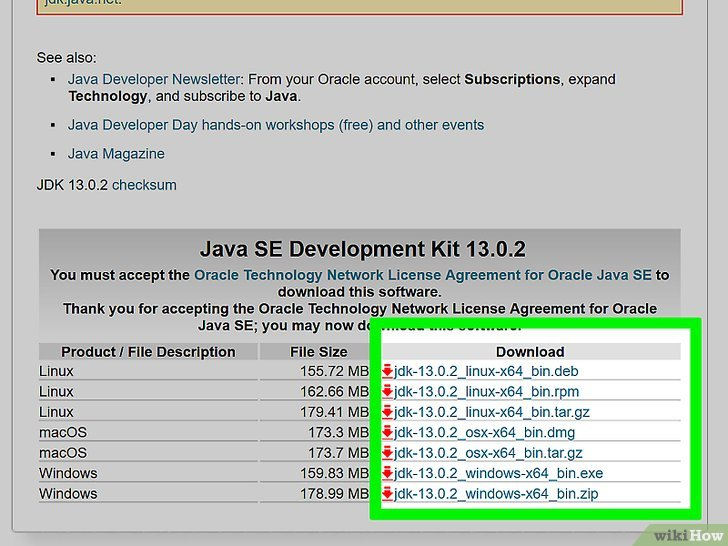 jdk.java.net.
See also:
▪ Java Developer Newsletter: From your Oracle account, select Subscriptions, expand
Technology, and subscribe to Java.
▪ Java Developer Day hands-on workshops (free) and other events
▪ Java Magazine
JDK 13.0.2 checksum
Java SE Development Kit 13.0.2
You must accept the Oracle Technology Network License Agreement for Oracle Java SE to
download this software.
Thank you for accepting the Oracle Technology Network License Agreement for Oracle
Java SE; you may now download this software.
Product / File Description File Size Download
Linux 155.72 MB jdk-13.0.2_linux-x64_bin.deb
Linux 162.66 MB jdk-13.0.2_linux-x64_bin.rpm
Linux 179.41 MB jdk-13.0.2_linux-x64_bin.tar.gz
macOS 173.3 MB jdk-13.0.2_osx-x64_bin.dmg
macOS 173.7 MB jdk-13.0.2_osx-x64_bin.tar.gz
Windows 159.83 MB jdk-13.0.2_windows-x64_bin.exe
Windows 178.99 MB jdk-13.0.2_windows-x64_bin.zip
wikiHow